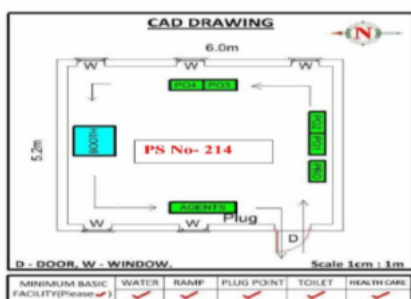 CAD DRAWING
6.0m
N
W W W
PO4 PO3
5.2m
BOOTH
PS No- 214
PO2 PO1
PRO
AGENTS
Plug
W W
D
D - DOOR, W - WINDOW. Scale 1cm : 1m
MINIMUM BASIC FACILITY(Please✓) WATER RAMP PLUG POINT TOILET HEALTH CARE